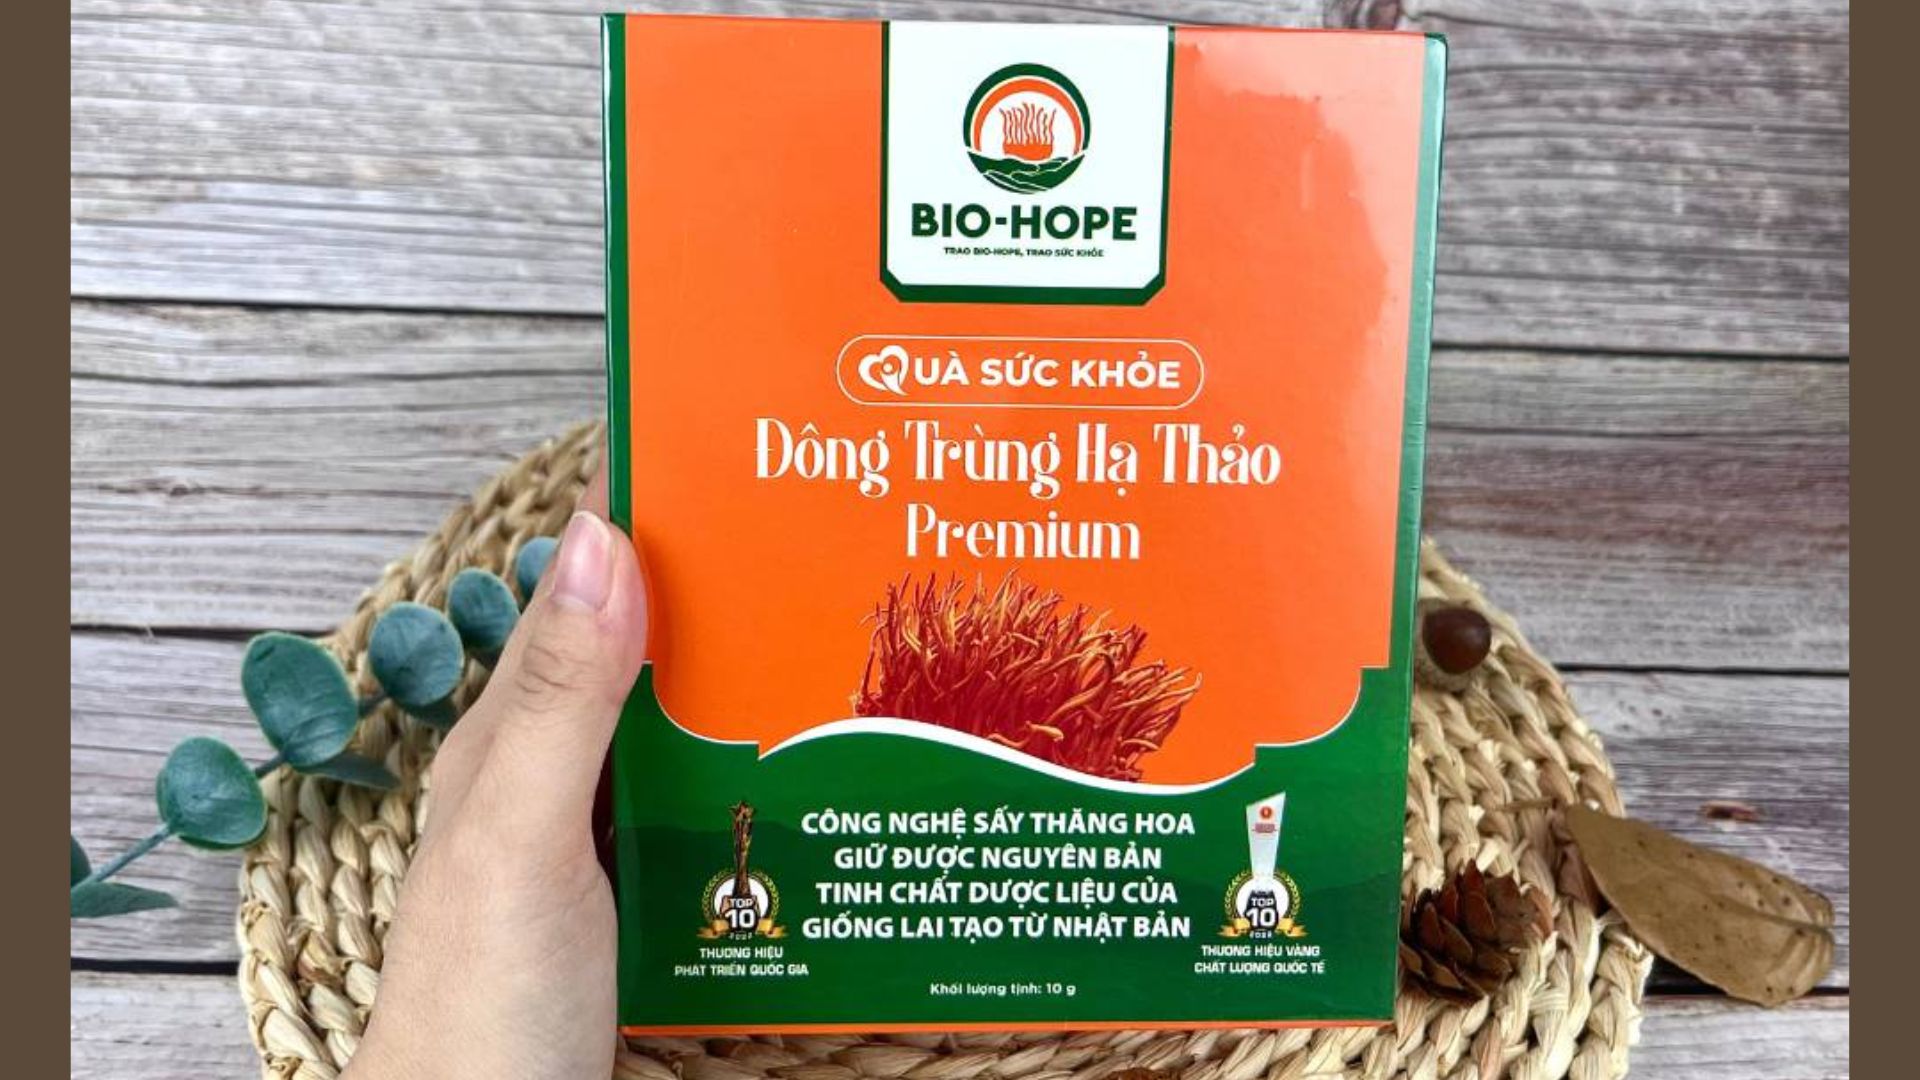 BIO-HOPE
TRAO BIO-HOPE, TRAO SỨC KHỎE
QUÀ SỨC KHỎE
Đông Trùng Hạ Thảo
Premium
CÔNG NGHỆ SẤY THĂNG HOA
GIỮ ĐƯỢC NGUYÊN BẢN
TINH CHẤT DƯỢC LIỆU CỦA
GIỐNG LAI TẠO TỪ NHẬT BẢN
TOP
10
2022
THƯƠNG HIỆU
PHÁT TRIỂN QUỐC GIA
TOP
10
2022
THƯƠNG HIỆU VÀNG
CHẤT LƯỢNG QUỐC TẾ
Khối lượng tịnh: 10 g